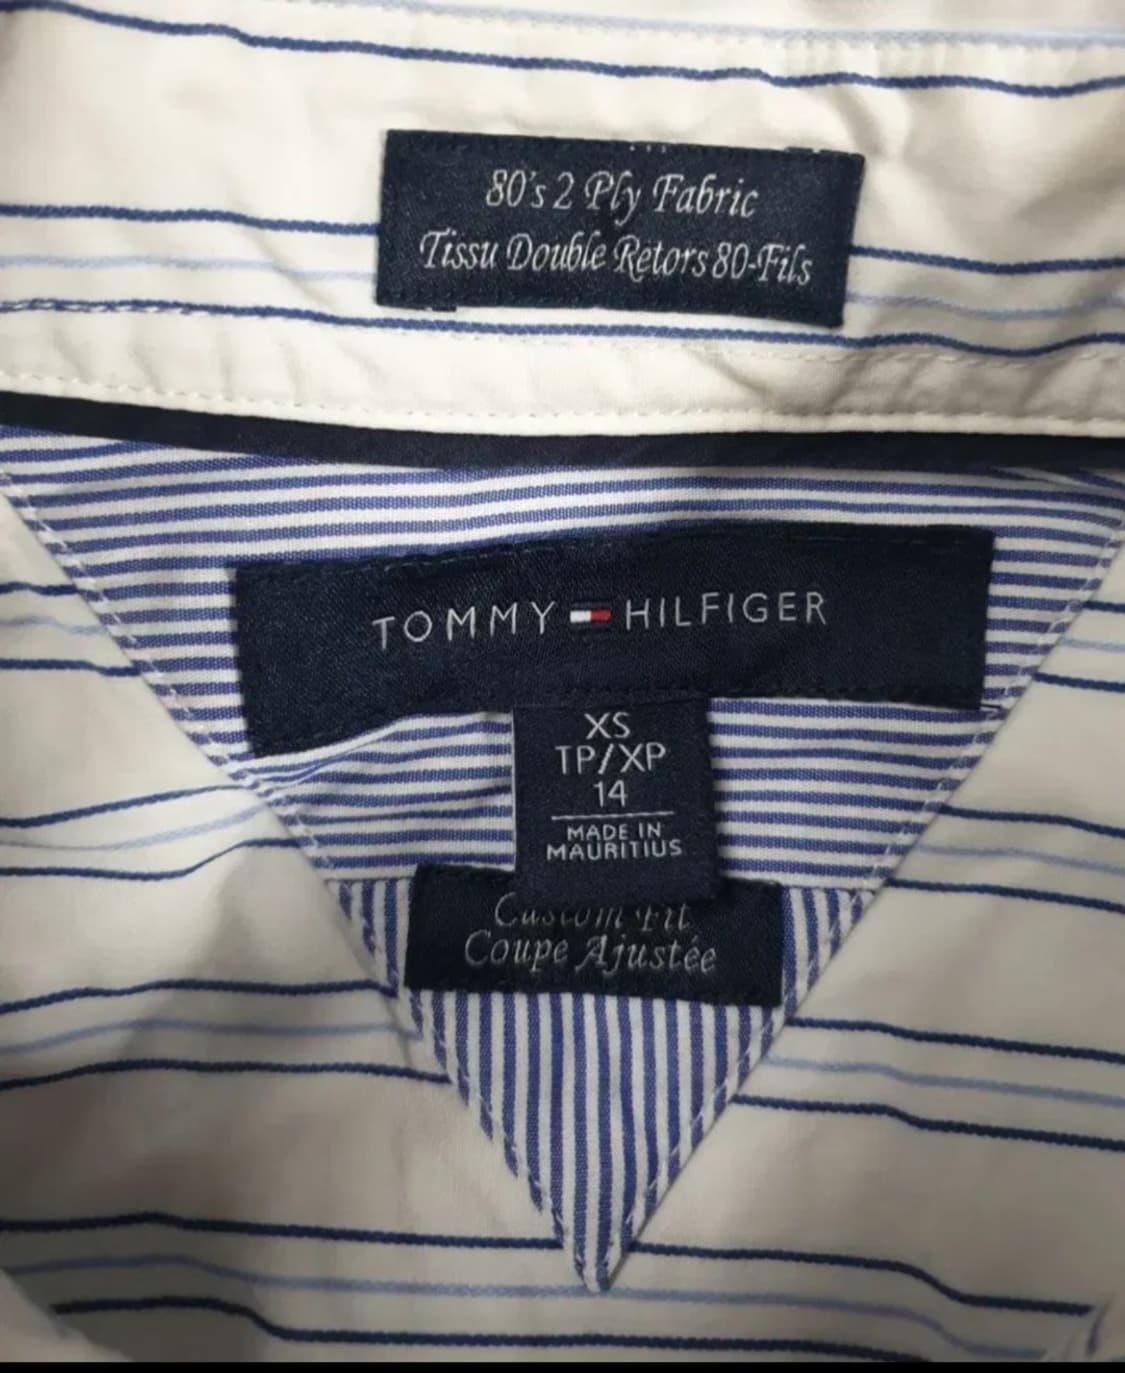 80's 2 Ply Fabric
Tissu Double Retors 80-Fils
TOMMY HILFIGER
XS
TP/XP
14
MADE IN
MAURITIUS
Custom Fit
Coupe Ajustée